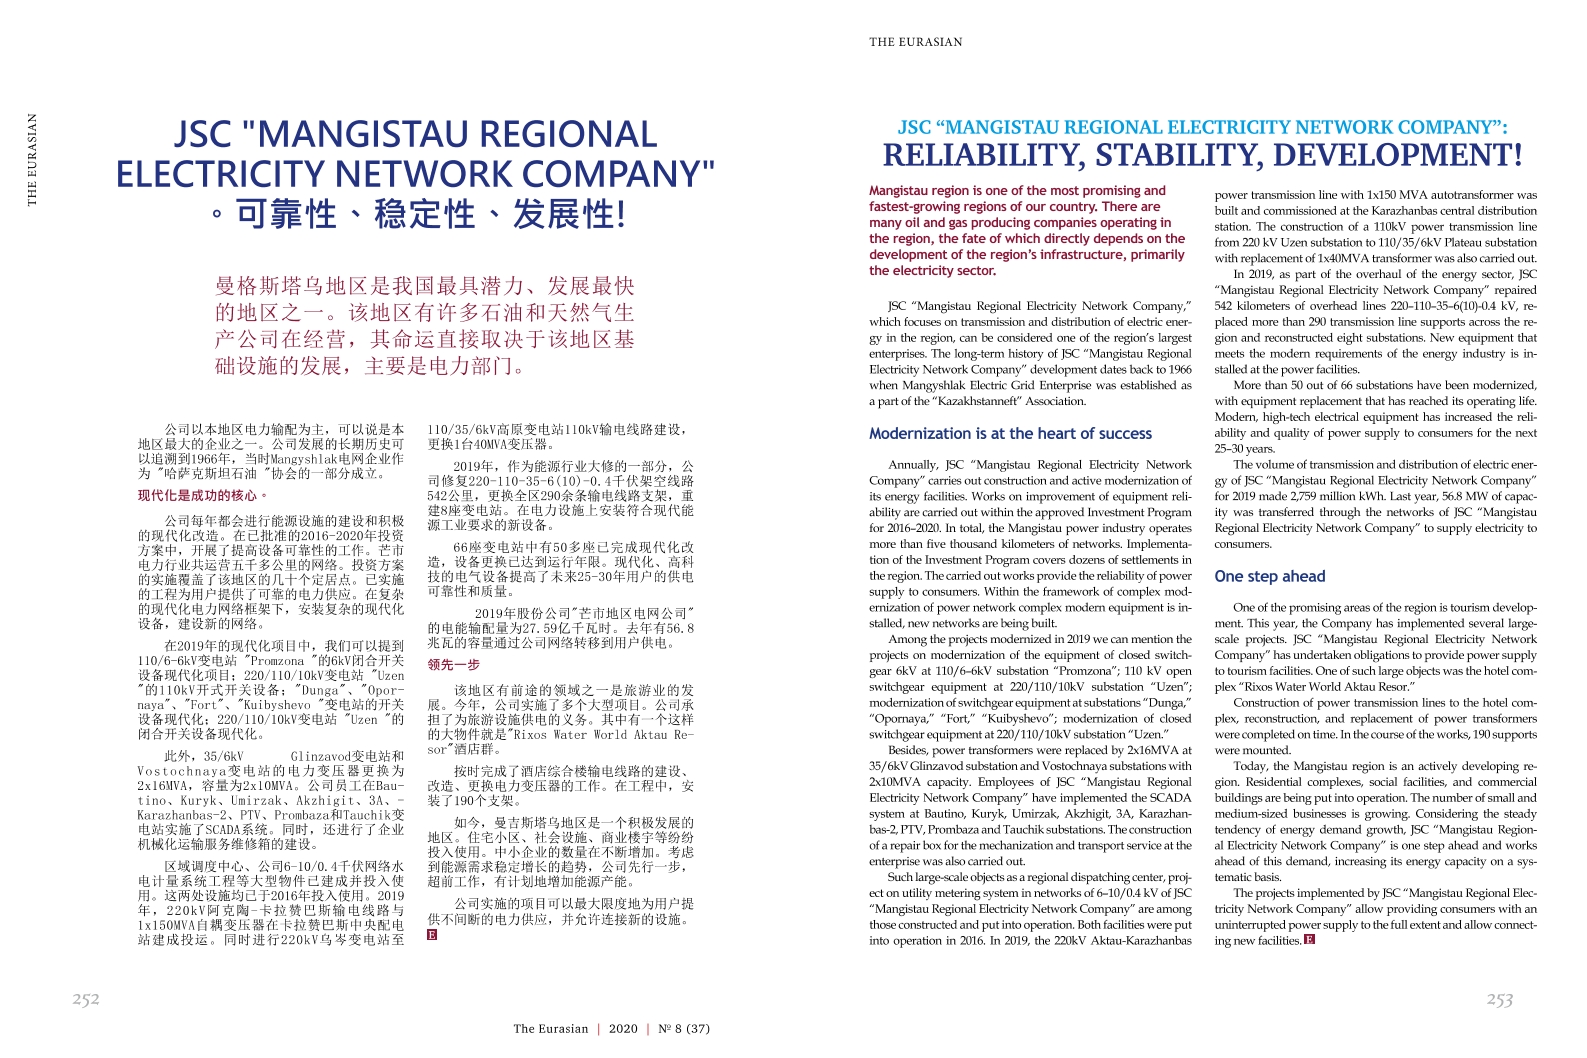 THE EURASIAN
JSC "MANGISTAU REGIONAL
ELECTRICITY NETWORK COMPANY"
。可靠性、稳定性、发展性!
曼格斯塔乌地区是我国最具潜力、发展最快
的地区之一。该地区有许多石油和天然气生
产公司在经营，其命运直接取决于该地区基
础设施的发展，主要是电力部门。
公司以本地区电力输配为主，可以说是本
地区最大的企业之一。公司发展的长期历史可
以追溯到1966年，当时Mangyshlak电网企业作
为 "哈萨克斯坦石油 "协会的一部分成立。
现代化是成功的核心。
公司每年都会进行能源设施的建设和积极
的现代化改造。在已批准的2016-2020年投资
方案中，开展了提高设备可靠性的工作。芒市
电力行业共运营五千多公里的网络。投资方案
的实施覆盖了该地区的几十个定居点。已实施
的工程为用户提供了可靠的电力供应。在复杂
的现代化电力网络框架下，安装复杂的现代化
设备，建设新的网络。
在2019年的现代化项目中，我们可以提到
110/6-6kV变电站 "Promzona "的6kV闭合开关
设备现代化项目；220/110/10kV变电站 "Uzen
"的110kV开式开关设备；"Dunga"、"Opor-
naya"、"Fort"、"Kuibyshevo "变电站的开关
设备现代化；220/110/10kV变电站 "Uzen "的
闭合开关设备现代化。
此外，35/6kV Glinzavod变电站和
Vostochnaya变电站的电力变压器更换为
2x16MVA，容量为2x10MVA。公司员工在Bau-
tino、Kuryk、Umirzak、Akzhigit、3A、-
Karazhanbas-2、PTV、Prombaza和Tauchik变
电站实施了SCADA系统。同时，还进行了企业
机械化运输服务维修箱的建设。
区域调度中心、公司6-10/0.4千伏网络水
电计量系统工程等大型物件已建成并投入使
用。这两处设施均已于2016年投入使用。2019
年，220kV阿克陶-卡拉赞巴斯输电线路与
1x150MVA自耦变压器在卡拉赞巴斯中央配电
站建成投运。同时进行220kV乌岑变电站至
110/35/6kV高原变电站110kV输电线路建设，
更换1台40MVA变压器。
2019年，作为能源行业大修的一部分，公
司修复220-110-35-6(10)-0.4千伏架空线路
542公里，更换全区290余条输电线路支架，重
建8座变电站。在电力设施上安装符合现代能
源工业要求的新设备。
66座变电站中有50多座已完成现代化改
造，设备更换已达到运行年限。现代化、高科
技的电气设备提高了未来25-30年用户的供电
可靠性和质量。
2019年股份公司"芒市地区电网公司"
的电能输配量为27.59亿千瓦时。去年有56.8
兆瓦的容量通过公司网络转移到用户供电。
领先一步
该地区有前途的领域之一是旅游业的发
展。今年，公司实施了多个大型项目。公司承
担了为旅游设施供电的义务。其中有一个这样
的大物件就是"Rixos Water World Aktau Re-
sor"酒店群。
按时完成了酒店综合楼输电线路的建设、
改造、更换电力变压器的工作。在工程中，安
装了190个支架。
如今，曼吉斯塔乌地区是一个积极发展的
地区。住宅小区、社会设施、商业楼宇等纷纷
投入使用。中小企业的数量在不断增加。考虑
到能源需求稳定增长的趋势，公司先行一步，
超前工作，有计划地增加能源产能。
公司实施的项目可以最大限度地为用户提
供不间断的电力供应，并允许连接新的设施。
E
252
The Eurasian | 2020 | № 8 (37)
THE EURASIAN
JSC “MANGISTAU REGIONAL ELECTRICITY NETWORK COMPANY”:
RELIABILITY, STABILITY, DEVELOPMENT!
Mangistau region is one of the most promising and
fastest-growing regions of our country. There are
many oil and gas producing companies operating in
the region, the fate of which directly depends on the
development of the region’s infrastructure, primarily
the electricity sector.
JSC “Mangistau Regional Electricity Network Company,”
which focuses on transmission and distribution of electric ener-
gy in the region, can be considered one of the region’s largest
enterprises. The long-term history of JSC “Mangistau Regional
Electricity Network Company” development dates back to 1966
when Mangyshlak Electric Grid Enterprise was established as
a part of the “Kazakhstanneft” Association.
Modernization is at the heart of success
Annually, JSC “Mangistau Regional Electricity Network
Company” carries out construction and active modernization of
its energy facilities. Works on improvement of equipment reli-
ability are carried out within the approved Investment Program
for 2016–2020. In total, the Mangistau power industry operates
more than five thousand kilometers of networks. Implementa-
tion of the Investment Program covers dozens of settlements in
the region. The carried out works provide the reliability of power
supply to consumers. Within the framework of complex mod-
ernization of power network complex modern equipment is in-
stalled, new networks are being built.
Among the projects modernized in 2019 we can mention the
projects on modernization of the equipment of closed switch-
gear 6kV at 110/6–6kV substation “Promzona”; 110 kV open
switchgear equipment at 220/110/10kV substation “Uzen”;
modernization of switchgear equipment at substations “Dunga,”
“Opornaya,” “Fort,” “Kuibyshevo”; modernization of closed
switchgear equipment at 220/110/10kV substation “Uzen.”
Besides, power transformers were replaced by 2x16MVA at
35/6kV Glinzavod substation and Vostochnaya substations with
2x10MVA capacity. Employees of JSC “Mangistau Regional
Electricity Network Company” have implemented the SCADA
system at Bautino, Kuryk, Umirzak, Akzhigit, 3A, Karazhan-
bas-2, PTV, Prombaza and Tauchik substations. The construction
of a repair box for the mechanization and transport service at the
enterprise was also carried out.
Such large-scale objects as a regional dispatching center, proj-
ect on utility metering system in networks of 6–10/0.4 kV of JSC
“Mangistau Regional Electricity Network Company” are among
those constructed and put into operation. Both facilities were put
into operation in 2016. In 2019, the 220kV Aktau-Karazhanbas
power transmission line with 1x150 MVA autotransformer was
built and commissioned at the Karazhanbas central distribution
station. The construction of a 110kV power transmission line
from 220 kV Uzen substation to 110/35/6kV Plateau substation
with replacement of 1x40MVA transformer was also carried out.
In 2019, as part of the overhaul of the energy sector, JSC
“Mangistau Regional Electricity Network Company” repaired
542 kilometers of overhead lines 220–110–35–6(10)-0.4 kV, re-
placed more than 290 transmission line supports across the re-
gion and reconstructed eight substations. New equipment that
meets the modern requirements of the energy industry is in-
stalled at the power facilities.
More than 50 out of 66 substations have been modernized,
with equipment replacement that has reached its operating life.
Modern, high-tech electrical equipment has increased the reli-
ability and quality of power supply to consumers for the next
25–30 years.
The volume of transmission and distribution of electric ener-
gy of JSC “Mangistau Regional Electricity Network Company”
for 2019 made 2,759 million kWh. Last year, 56.8 MW of capac-
ity was transferred through the networks of JSC “Mangistau
Regional Electricity Network Company” to supply electricity to
consumers.
One step ahead
One of the promising areas of the region is tourism develop-
ment. This year, the Company has implemented several large-
scale projects. JSC “Mangistau Regional Electricity Network
Company” has undertaken obligations to provide power supply
to tourism facilities. One of such large objects was the hotel com-
plex “Rixos Water World Aktau Resor.”
Construction of power transmission lines to the hotel com-
plex, reconstruction, and replacement of power transformers
were completed on time. In the course of the works, 190 supports
were mounted.
Today, the Mangistau region is an actively developing re-
gion. Residential complexes, social facilities, and commercial
buildings are being put into operation. The number of small and
medium-sized businesses is growing. Considering the steady
tendency of energy demand growth, JSC “Mangistau Region-
al Electricity Network Company” is one step ahead and works
ahead of this demand, increasing its energy capacity on a sys-
tematic basis.
The projects implemented by JSC “Mangistau Regional Elec-
tricity Network Company” allow providing consumers with an
uninterrupted power supply to the full extent and allow connect-
ing new facilities. E
253